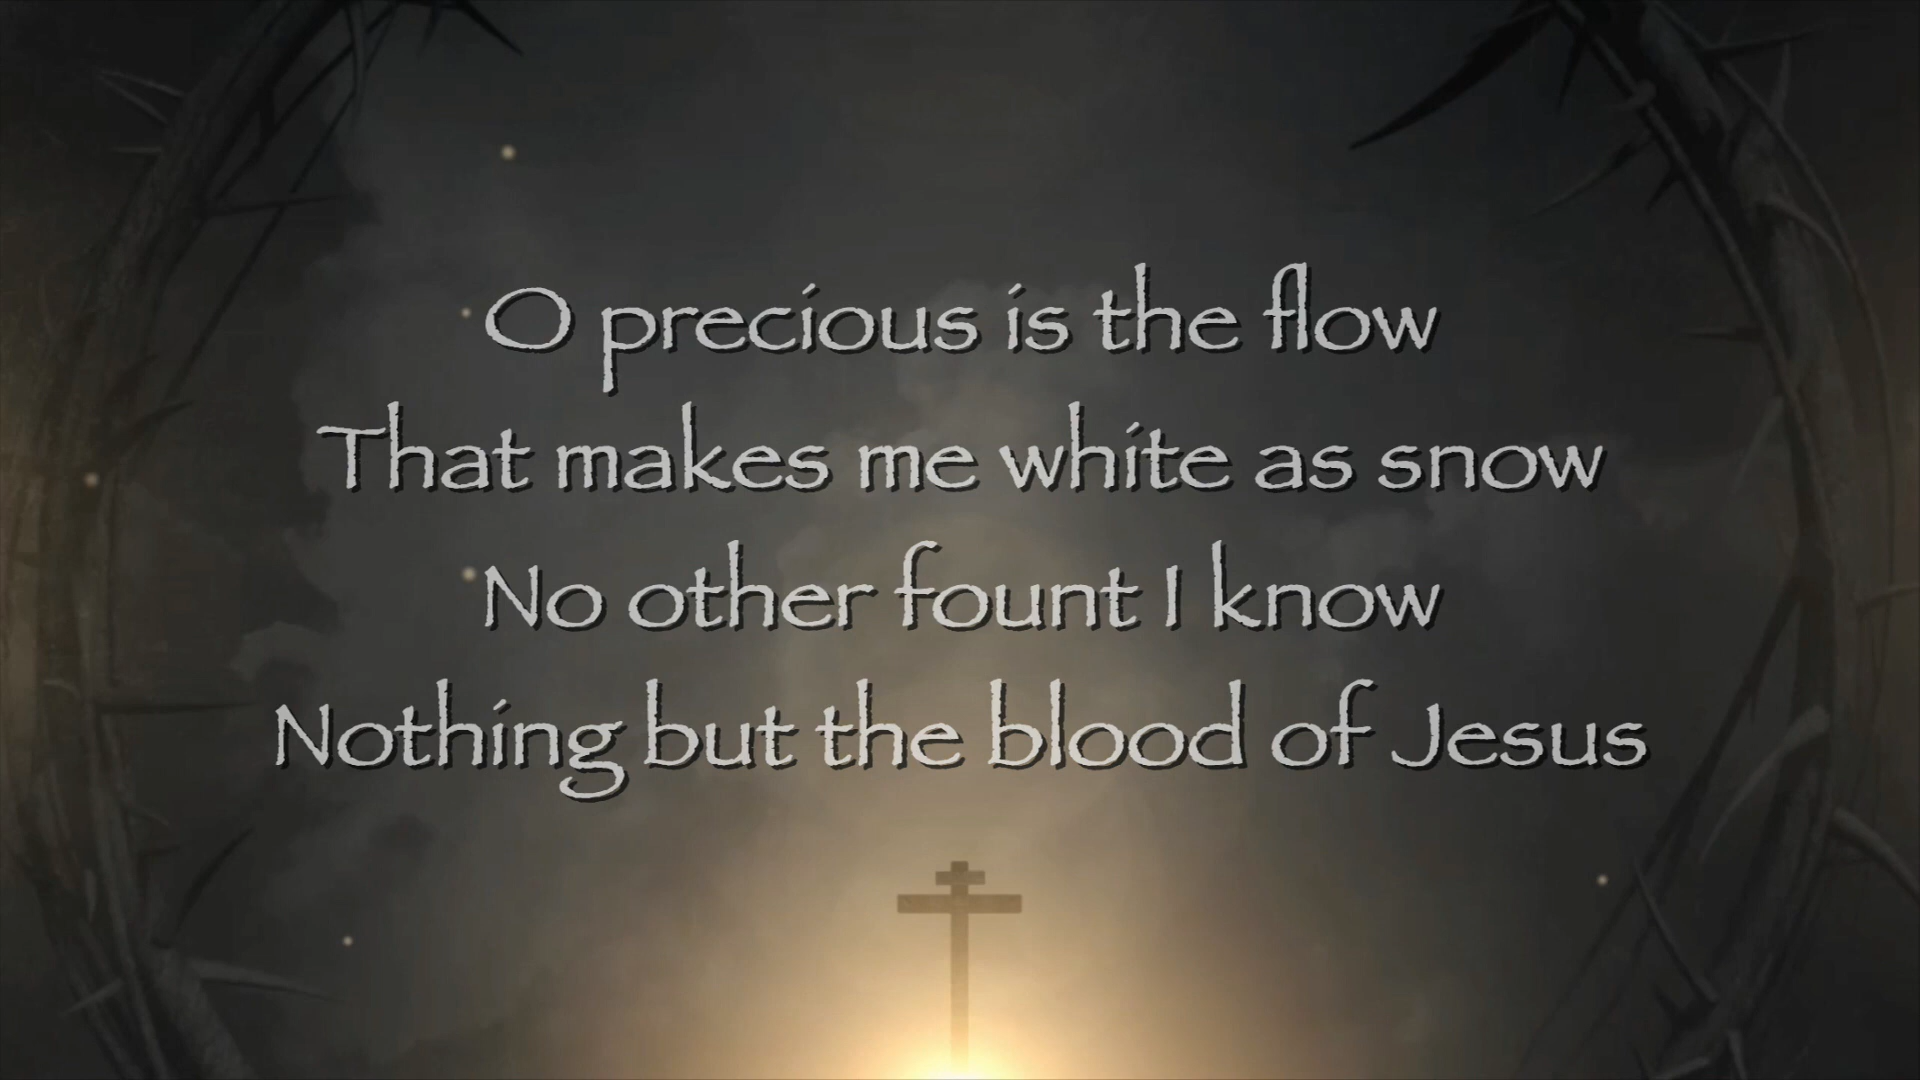 O precious is the flow
That makes me white as snow
No other fount I know
Nothing but the blood of Jesus